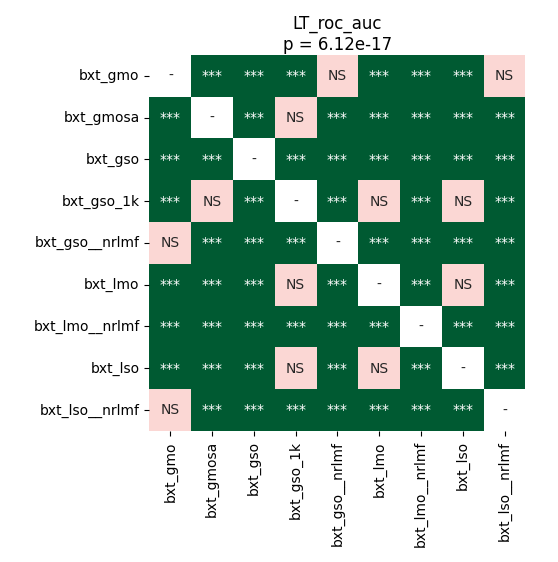 LT_roc_auc
p = 6.12e-17
bxt_gmo - *** *** *** NS *** *** *** NS
bxt_gmosa *** - *** NS *** *** *** *** ***
bxt_gso *** *** - *** *** *** *** *** ***
bxt_gso_1k *** NS *** - *** NS *** NS ***
bxt_gso__nrlmf NS *** *** *** - *** *** *** ***
bxt_lmo *** *** *** NS *** - *** NS ***
bxt_lmo__nrlmf *** *** *** *** *** *** - *** ***
bxt_lso *** *** *** NS *** NS *** - ***
bxt_lso__nrlmf NS *** *** *** *** *** *** *** -
bxt_gmo
bxt_gmosa
bxt_gso
bxt_gso_1k
bxt_gso__nrlmf
bxt_lmo
bxt_lmo__nrlmf
bxt_lso
bxt_lso__nrlmf